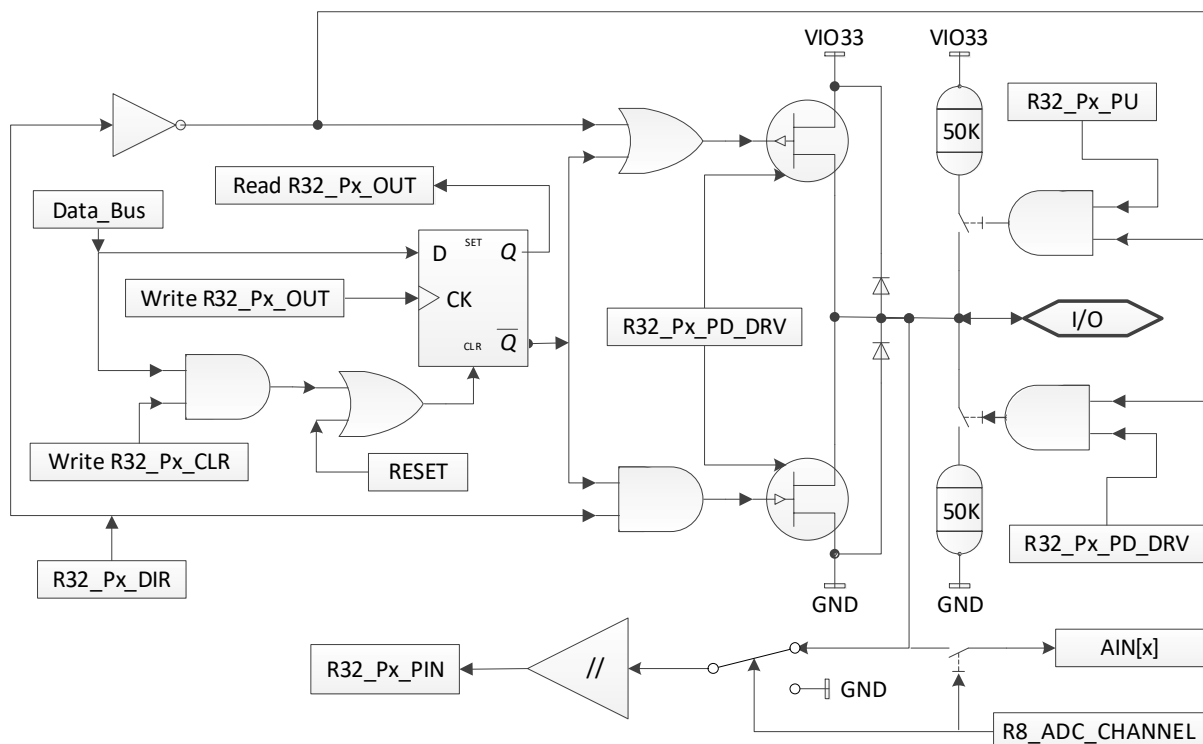 VIO33
VIO33
R32_Px_PU
50K
Read R32_Px_OUT
Data_Bus
D
SET
Q
Write R32_Px_OUT
CK
R32_Px_PD_DRV
I/O
CLR
Q
Write R32_Px_CLR
RESET
50K
R32_Px_PD_DRV
R32_Px_DIR
GND
GND
R32_Px_PIN
//
AIN[x]
GND
R8_ADC_CHANNEL